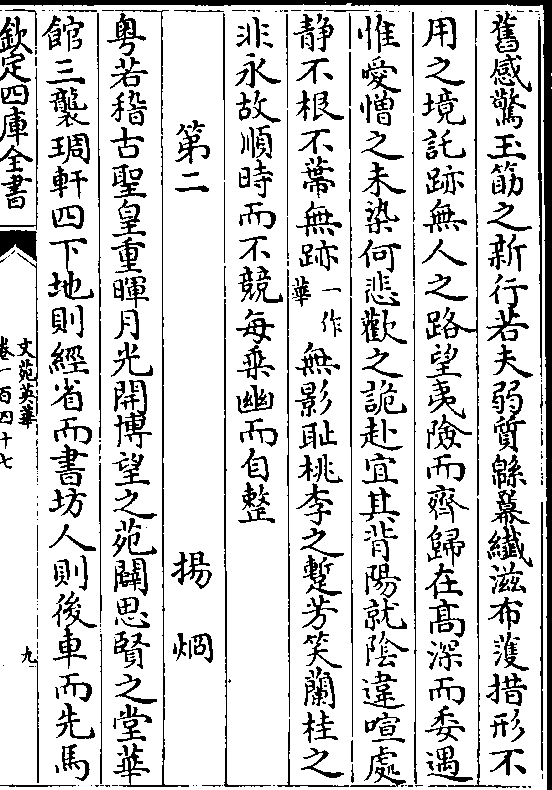 舊感驚玉筯之新行若夫弱質緜羃纎滋布濩措形不
用之境託跡無人之路望夷險而齊歸在髙深而委遇
惟愛憎之未染何悲歡之詭赴宜其背陽就陰違喧處
静不根不蔕無跡一作華無影耻桃李之蹔芳笑蘭桂之
非永故順時而不競每乗幽而自整
第二 揚烱
粤若稽古聖皇重暉月光開博望之苑闢思賢之堂華
館三襲琱軒四下地則經省而書坊人則後車而先馬
欽定四庫全書
文苑英華
卷一百四十七
九